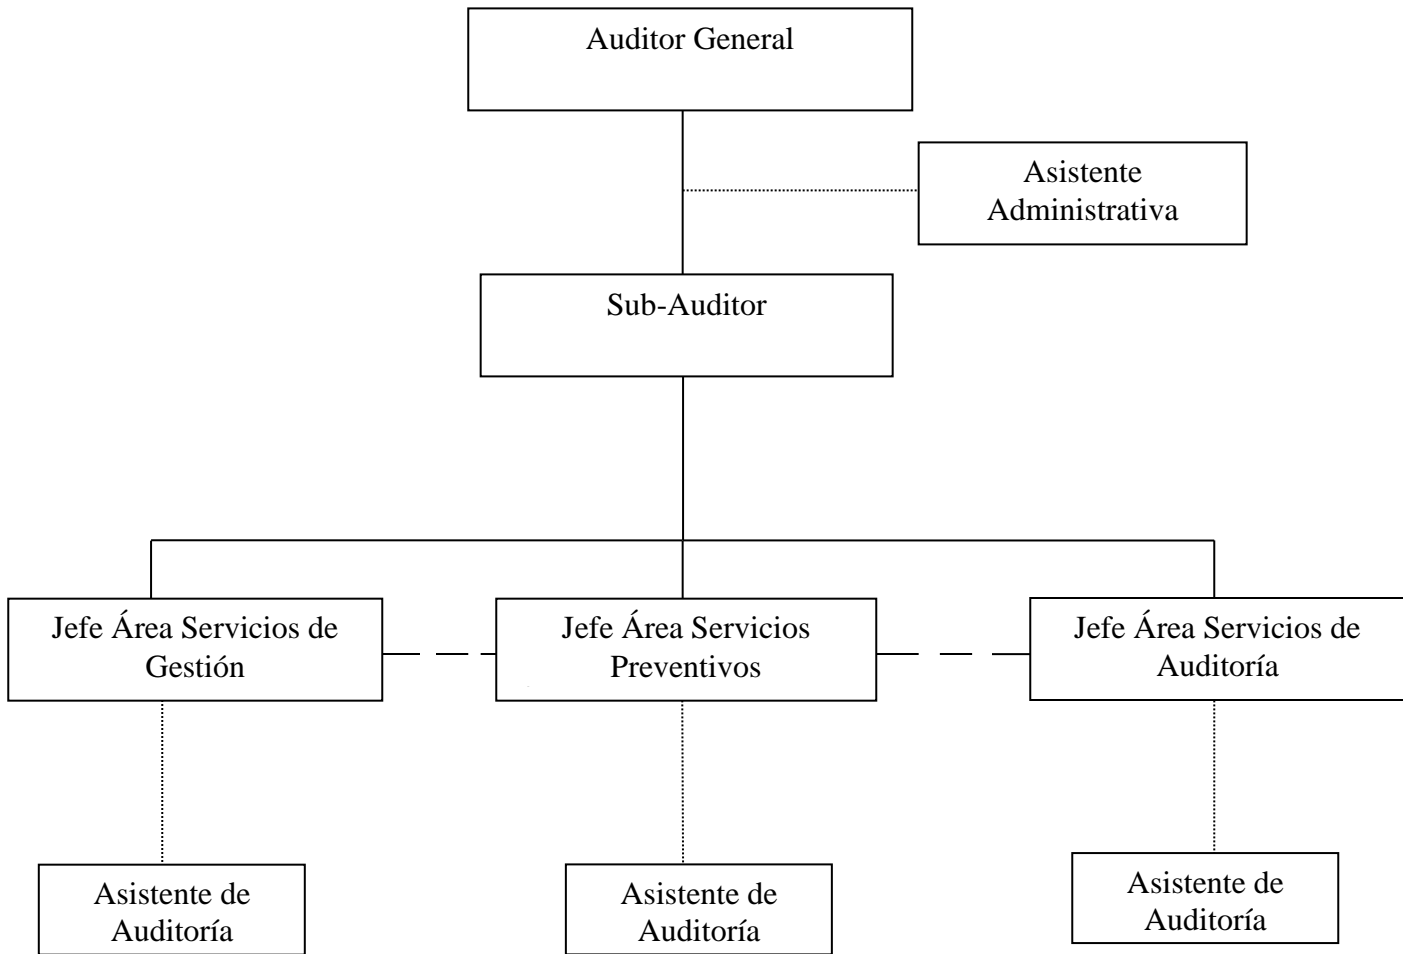 Auditor General
Asistente
Administrativa
Sub-Auditor
Jefe Área Servicios de
Gestión
Jefe Área Servicios
Preventivos
Jefe Área Servicios de
Auditoría
Asistente de
Auditoría
Asistente de
Auditoría
Asistente de
Auditoría